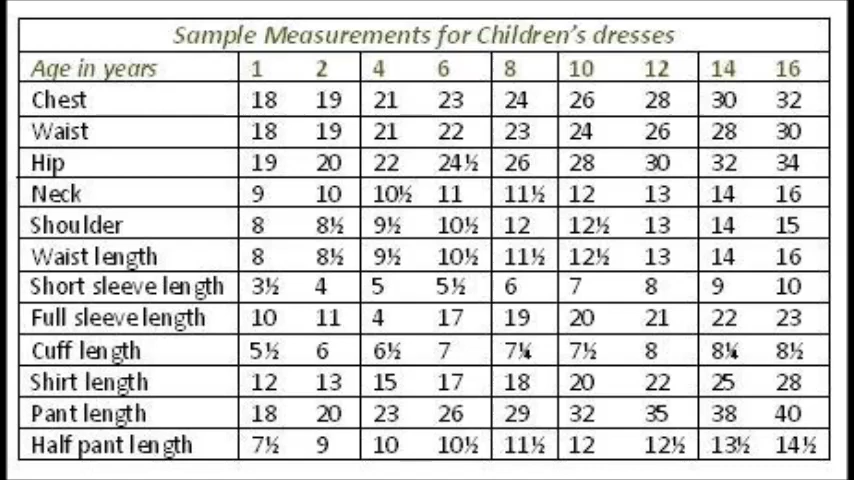 Sample Measurements for Children's dresses
Age in years 1 2 4 6 8 10 12 14 16
Chest 18 19 21 23 24 26 28 30 32
Waist 18 19 21 22 23 24 26 28 30
Hip 19 20 22 24½ 26 28 30 32 34
Neck 9 10 10½ 11 11½ 12 13 14 16
Shoulder 8 8½ 9½ 10½ 12 12½ 13 14 15
Waist length 8 8½ 9½ 10½ 11½ 12½ 13 14 16
Short sleeve length 3½ 4 5 5½ 6 7 8 9 10
Full sleeve length 10 11 4 17 19 20 21 22 23
Cuff length 5½ 6 6½ 7 7¼ 7½ 8 8¼ 8½
Shirt length 12 13 15 17 18 20 22 25 28
Pant length 18 20 23 26 29 32 35 38 40
Half pant length 7½ 9 10 10½ 11½ 12 12½ 13½ 14½